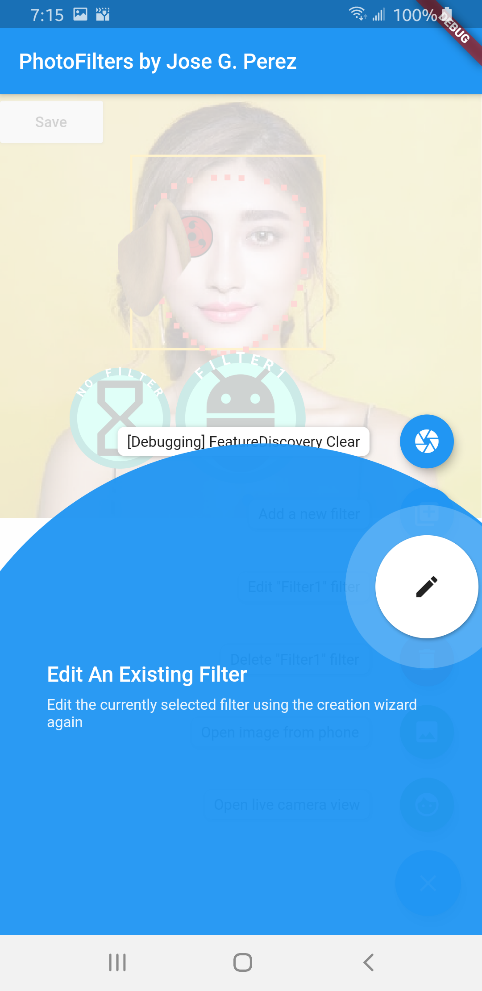 7:15 100%
DEBUG
PhotoFilters by Jose G. Perez
Save
NO FILTER
FILTER1
[Debugging] FeatureDiscovery Clear
Add a new filter
Edit "Filter1" filter
Delete "Filter1" filter
Edit An Existing Filter
Edit the currently selected filter using the creation wizard
again
Open image from phone
Open live camera view